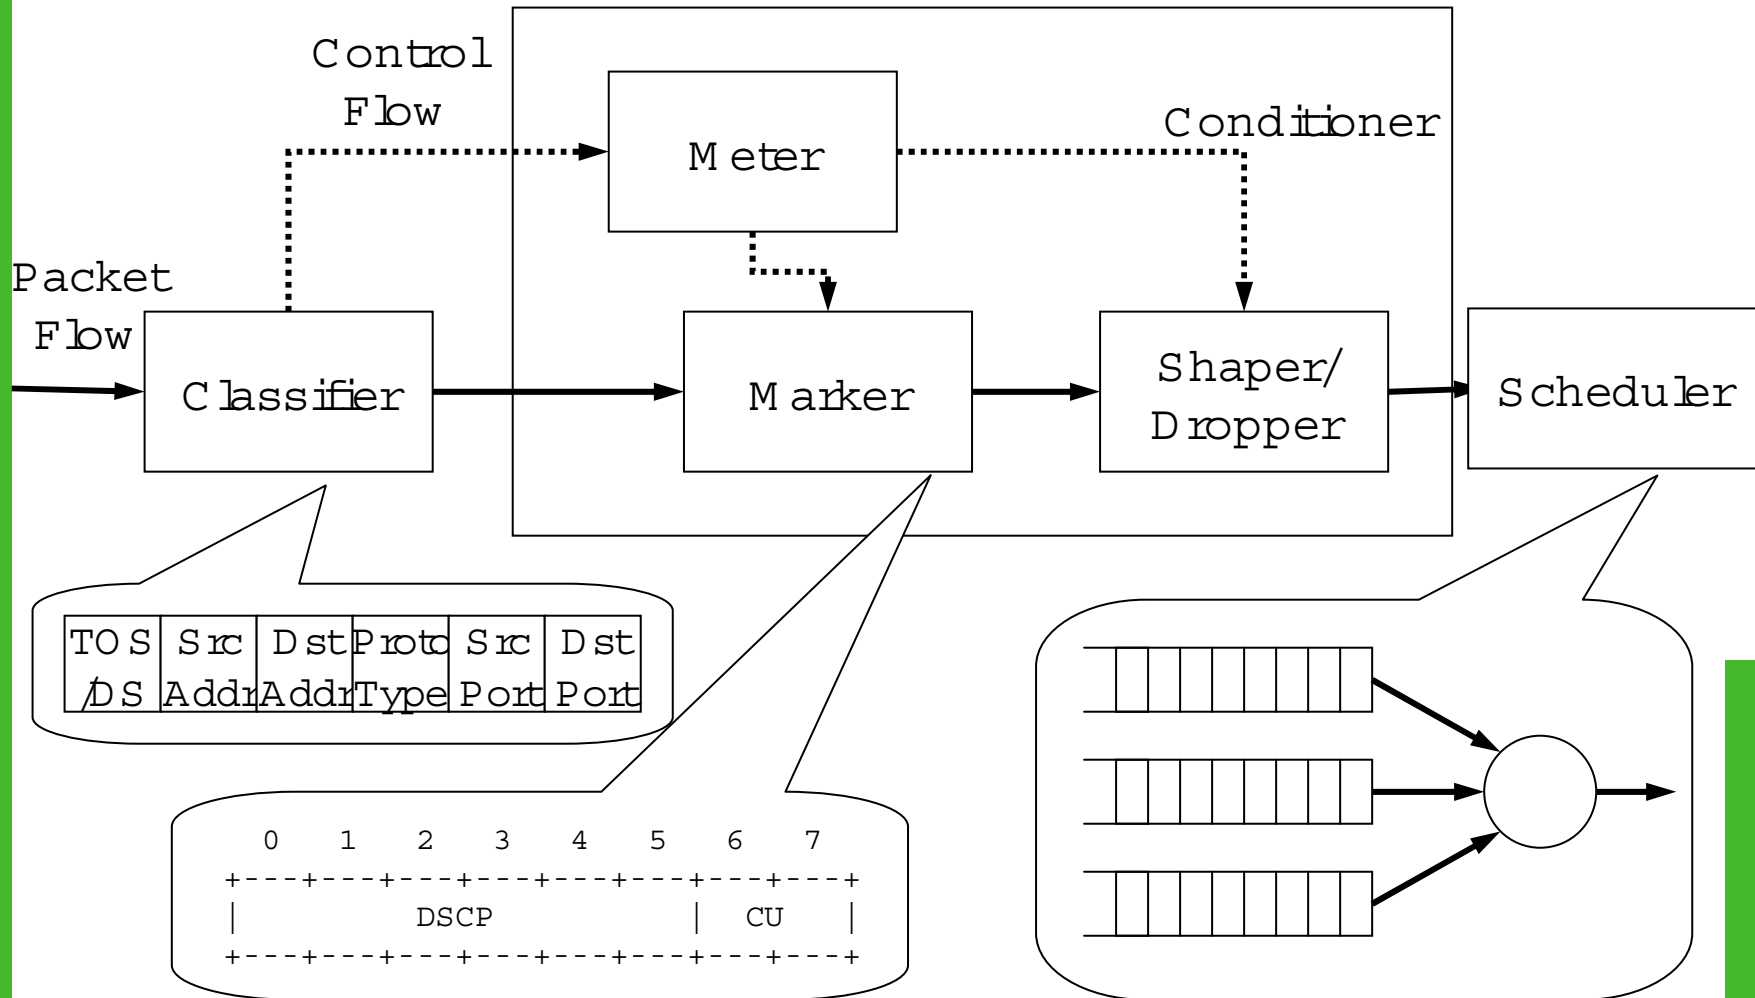 Control
Flow
Conditioner
Meter
Packet
Flow
Classifier
Marker
Shaper/
Dropper
Scheduler
TOS Src Dst Proto Src Dst
/DS Addr Addr Type Port Port
0 1 2 3 4 5 6 7
+---+---+---+---+---+---+---+---+
| DSCP | CU |
+---+---+---+---+---+---+---+---+